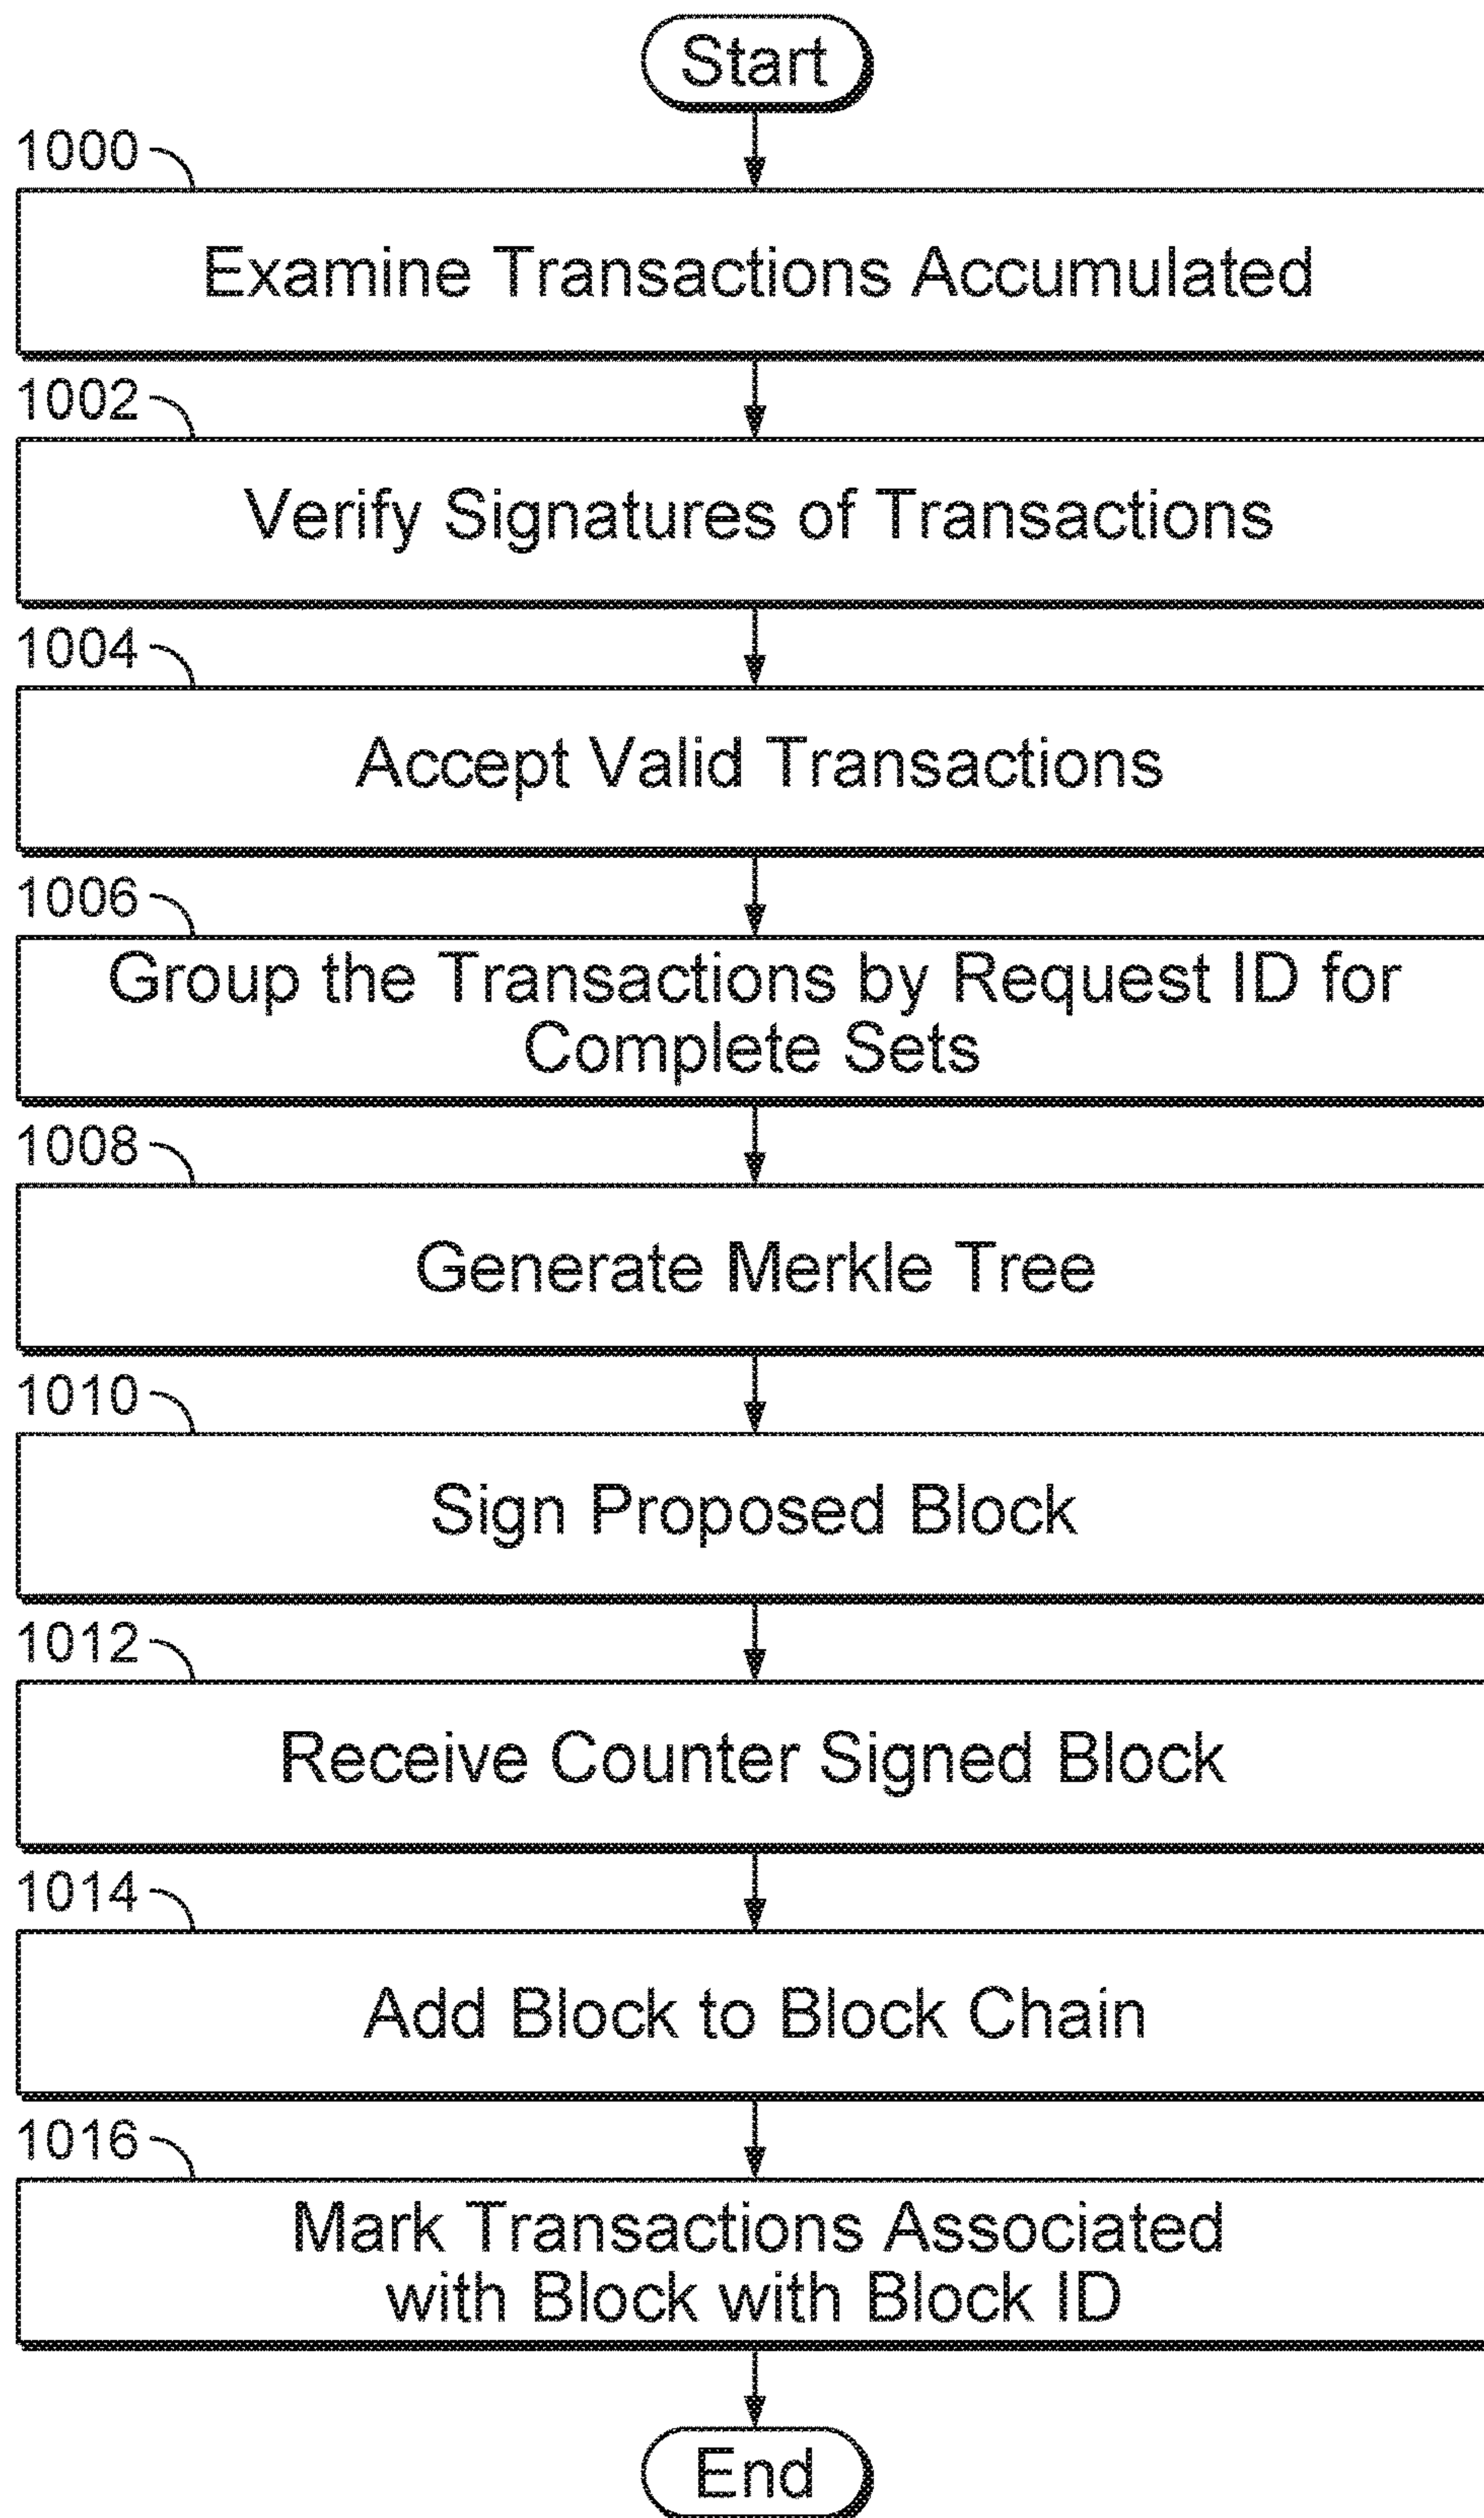 Start
1000
Examine Transactions Accumulated
1002
Verify Signatures of Transactions
1004
Accept Valid Transactions
1006
Group the Transactions by Request ID for
Complete Sets
1008
Generate Merkle Tree
1010
Sign Proposed Block
1012
Receive Counter Signed Block
1014
Add Block to Block Chain
1016
Mark Transactions Associated
with Block with Block ID
End